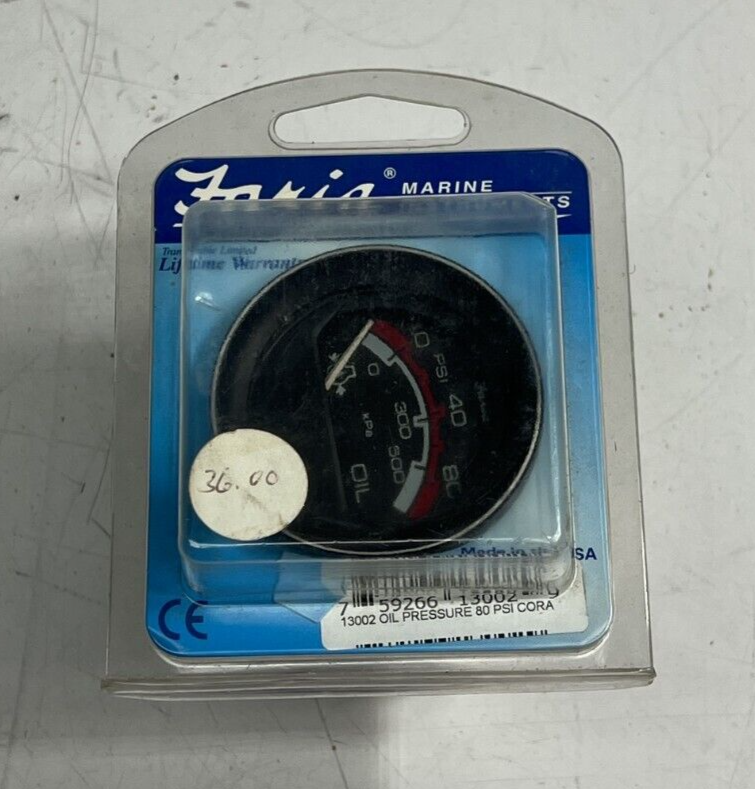 Faria® MARINE
Lifetime Warranty
0 PSI 40 80
0 300 500
kPa
OIL
36.00
Made in the USA
CE
7 59266 13002 9
13002 OIL PRESSURE 80 PSI CORA